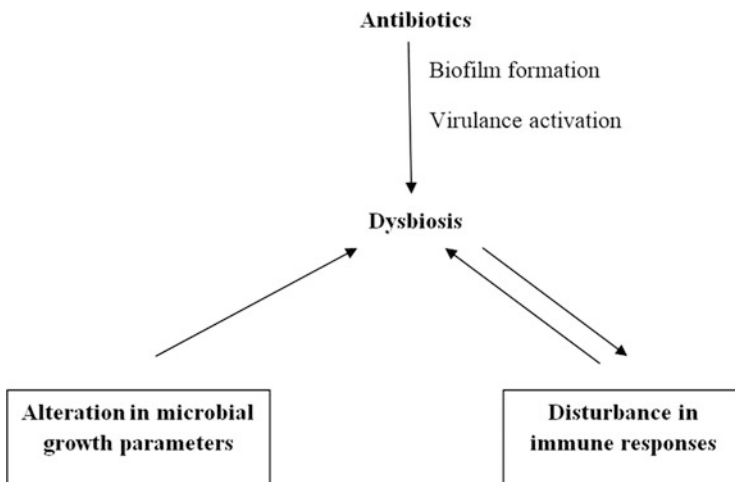 Antibiotics
Biofilm formation
Virulance activation
Dysbiosis
Alteration in microbial
growth parameters
Disturbance in
immune responses